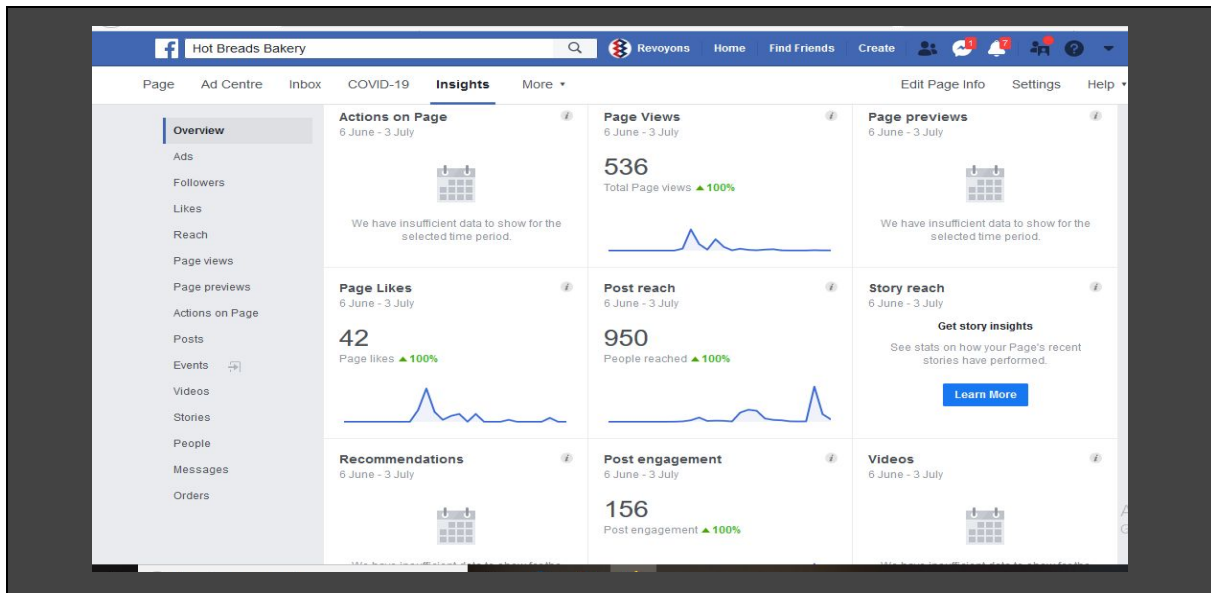 Hot Breads Bakery
Revoyons
Home
Find Friends
Create
1
7
Page
Ad Centre
Inbox
COVID-19
Insights
More
Edit Page Info
Settings
Help
Overview
Ads
Followers
Likes
Reach
Page views
Page previews
Actions on Page
Posts
Events
Videos
Stories
People
Messages
Orders
Actions on Page
6 June - 3 July
We have insufficient data to show for the
selected time period.
Page Views
6 June - 3 July
536
Total Page views 100%
Page previews
6 June - 3 July
We have insufficient data to show for the
selected time period.
Page Likes
6 June - 3 July
42
Page likes 100%
Post reach
6 June - 3 July
950
People reached 100%
Story reach
6 June - 3 July
Get story insights
See stats on how your Page's recent
stories have performed.
Learn More
Recommendations
6 June - 3 July
Post engagement
6 June - 3 July
156
Post engagement 100%
Videos
6 June - 3 July